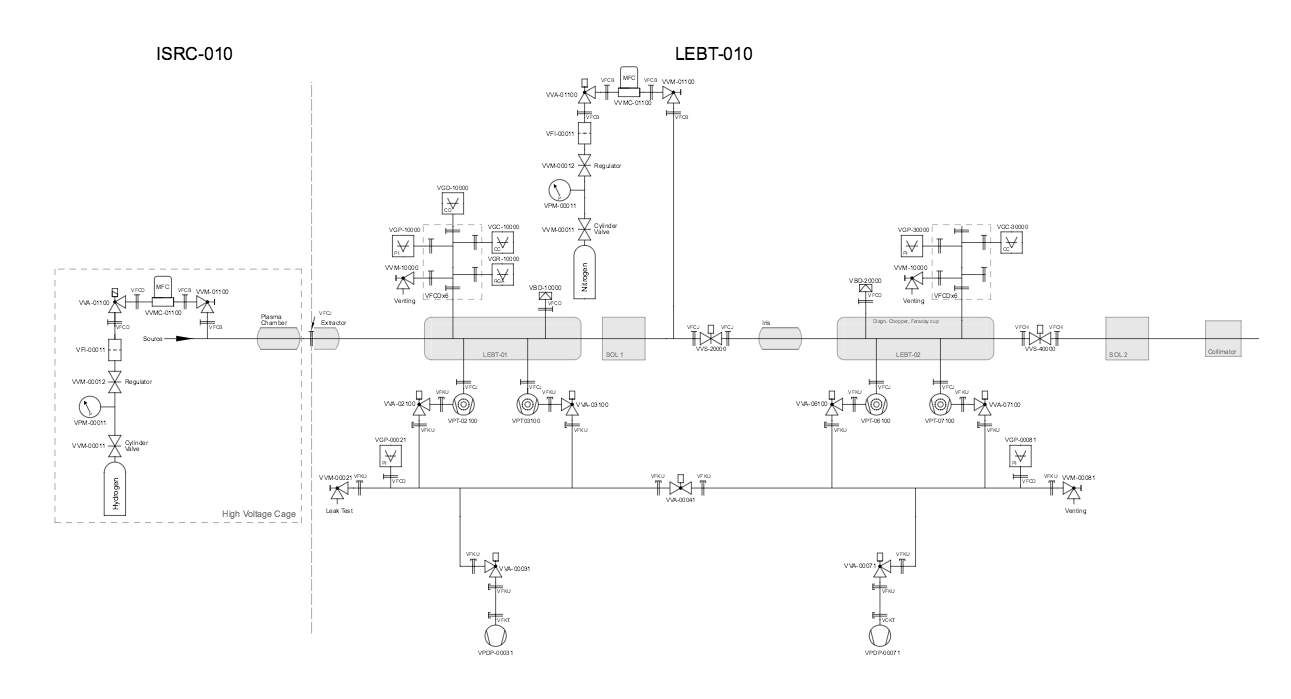 ISRC-010
LEBT-010
MFC
VFCB
VFCB
VVM-01100
VVA-01100
VVMC-01100
VFCB
VFCB
VFI-00011
VVM-00012
Regulator
VPM-00011
VVM-00011
Cylinder
Valve
Nitrogen
VGD-10000
CD
VGP-10000
PI
VGC-10000
CC
VGR-10000
RGA
VVM-10000
Venting
VFCDx6
VBD-10000
VFCD
VGP-30000
PI
VGC-30000
CC
VVM-10000
Venting
VFCDx6
VBD-20000
VFCD
MFC
VFCD
VFCB
VVM-01100
VVA-01100
VVMC-01100
VFCD
VFCB
VFI-00011
VVM-00012
Regulator
VPM-00011
VVM-00011
Cylinder
Valve
Hydrogen
High Voltage Cage
Source
Plasma
Chamber
VFCJ
Extractor
LEBT-01
SOL 1
VFCJ
VFCJ
VVS-20000
Iris
Diagn. Chopper, Faraday cup
LEBT-02
VFCH
VFCH
VVS-40000
SOL 2
Collimator
VFCJ
VFCJ
VFCJ
VFCJ
VVA-02100
VFKU
VPT-02100
VPT03100
VFKU
VVA-03100
VFKU
VFKU
VVA-06100
VFKU
VPT-06100
VPT-07100
VFKU
VVA-07100
VFKU
VFKU
VGP-00021
PI
VFCD
VVM-00021
VFKU
Leak Test
VFKU
VFKU
VVA-00041
VGP-00081
PI
VFCD
VFKU
VVM-00081
Venting
VFKU
VVA-00031
VFKU
VFKT
VPDP-00031
VFKU
VVA-00071
VFKU
VCKT
VPDP-00071